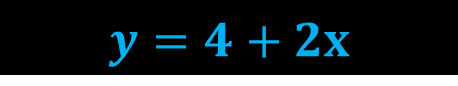 y = 4 + 2x